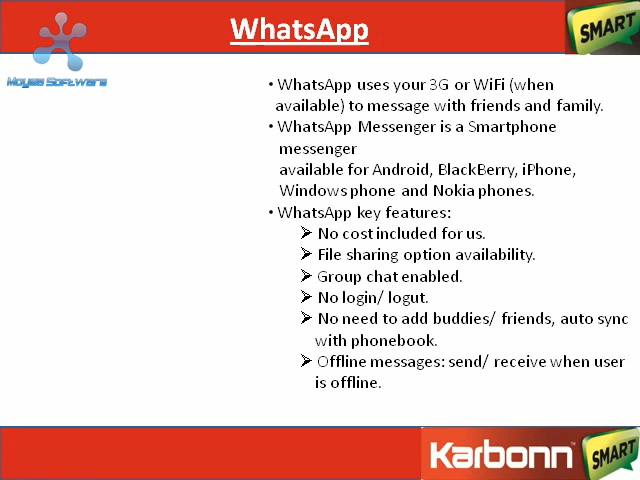 WhatsApp
SMART
Moyea Software
• WhatsApp uses your 3G or WiFi (when
available) to message with friends and family.
• WhatsApp Messenger is a Smartphone
messenger
available for Android, BlackBerry, iPhone,
Windows phone and Nokia phones.
• WhatsApp key features:
➢ No cost included for us.
➢ File sharing option availability.
➢ Group chat enabled.
➢ No login/ logut.
➢ No need to add buddies/ friends, auto sync
with phonebook.
➢ Offline messages: send/ receive when user
is offline.
Karbonn™ SMART